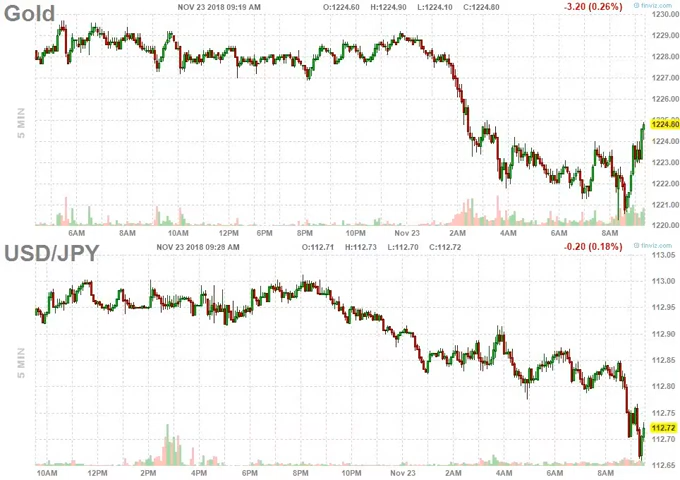 Gold
NOV 23 2018 09:19 AM O:1224.60 H:1224.90 L:1224.10 C:1224.80 -3.20 (0.26%) finviz.com
1230.00
1229.00
1228.00
1227.00
1226.00
1225.00
1224.80
1224.00
1223.00
1222.00
1221.00
1220.00
5 MIN
6AM 8AM 10AM 12PM 2PM 6PM 8PM 10PM Nov 23 2AM 4AM 6AM 8AM
USD/JPY
NOV 23 2018 09:28 AM O:112.71 H:112.73 L:112.70 C:112.72 -0.20 (0.18%) finviz.com
113.05
113.00
112.95
112.90
112.85
112.80
112.75
112.72
112.70
112.65
5 MIN
10AM 12PM 2PM 4PM 6PM 8PM 10PM Nov 23 2AM 4AM 6AM 8AM